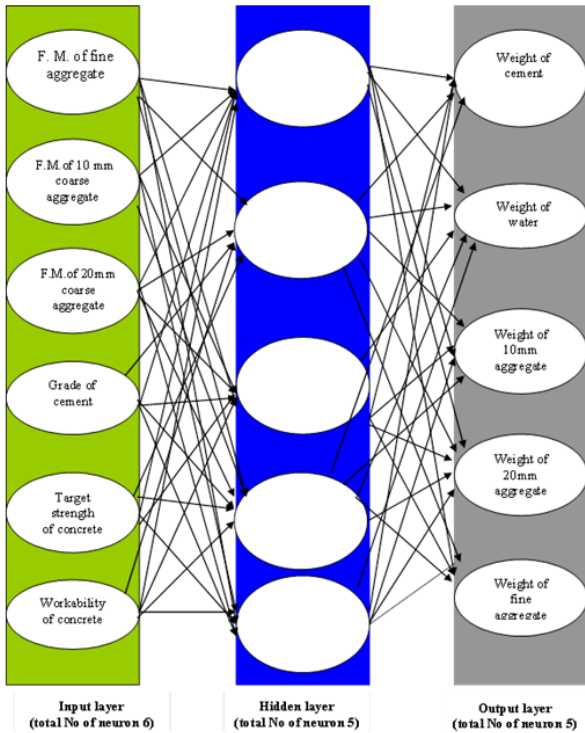 F. M. of fine
aggregate
F.M. of 10 mm
coarse
aggregate
F.M. of 20mm
coarse
aggregate
Grade of
cement
Target
strength
of concrete
Workability
of concrete
Weight of
cement
Weight of
water
Weight of
10mm
aggregate
Weight of
20mm
aggregate
Weight of
fine
aggregate
Input layer
(total No of neuron 6)
Hidden layer
(total No of neuron 5)
Output layer
(total No of neuron 5)